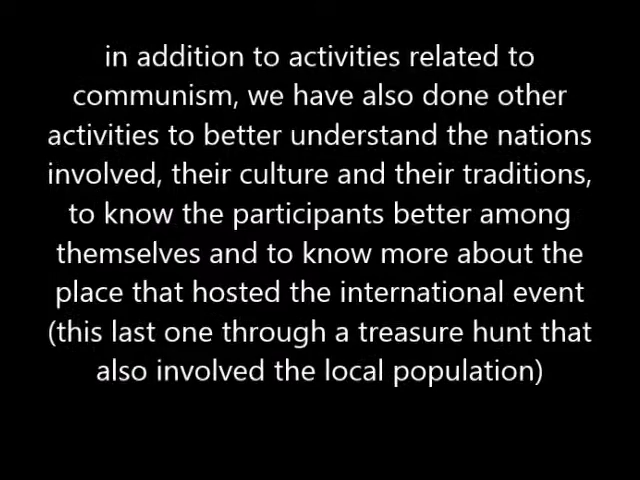 in addition to activities related to
communism, we have also done other
activities to better understand the nations
involved, their culture and their traditions,
to know the participants better among
themselves and to know more about the
place that hosted the international event
(this last one through a treasure hunt that
also involved the local population)